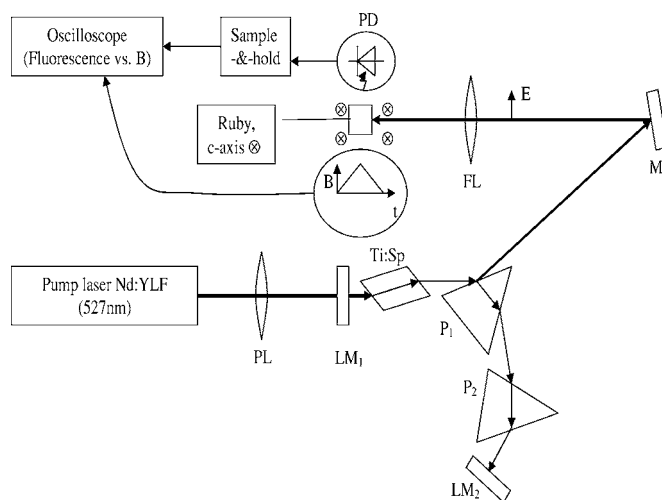 Oscilloscope
(Fluorescence vs. B)
Sample
-&-hold
PD
Ruby,
c-axis ⊗
E
FL
M
B
t
Ti:Sp
Pump laser Nd:YLF
(527nm)
PL
LM1
P1
P2
LM2